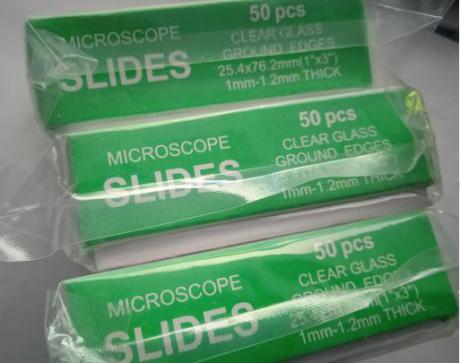 MICROSCOPE
SLIDES
50 pcs
CLEAR GLASS
GROUND EDGES
25.4x76.2mm(1"x3")
1mm-1.2mm THICK
MICROSCOPE
SLIDES
50 pcs
CLEAR GLASS
GROUND EDGES
1mm-1.2mm THICK
MICROSCOPE
SLIDES
50 pcs
CLEAR GLASS
GROUND EDGES
(1"x3")
1mm-1.2mm THICK